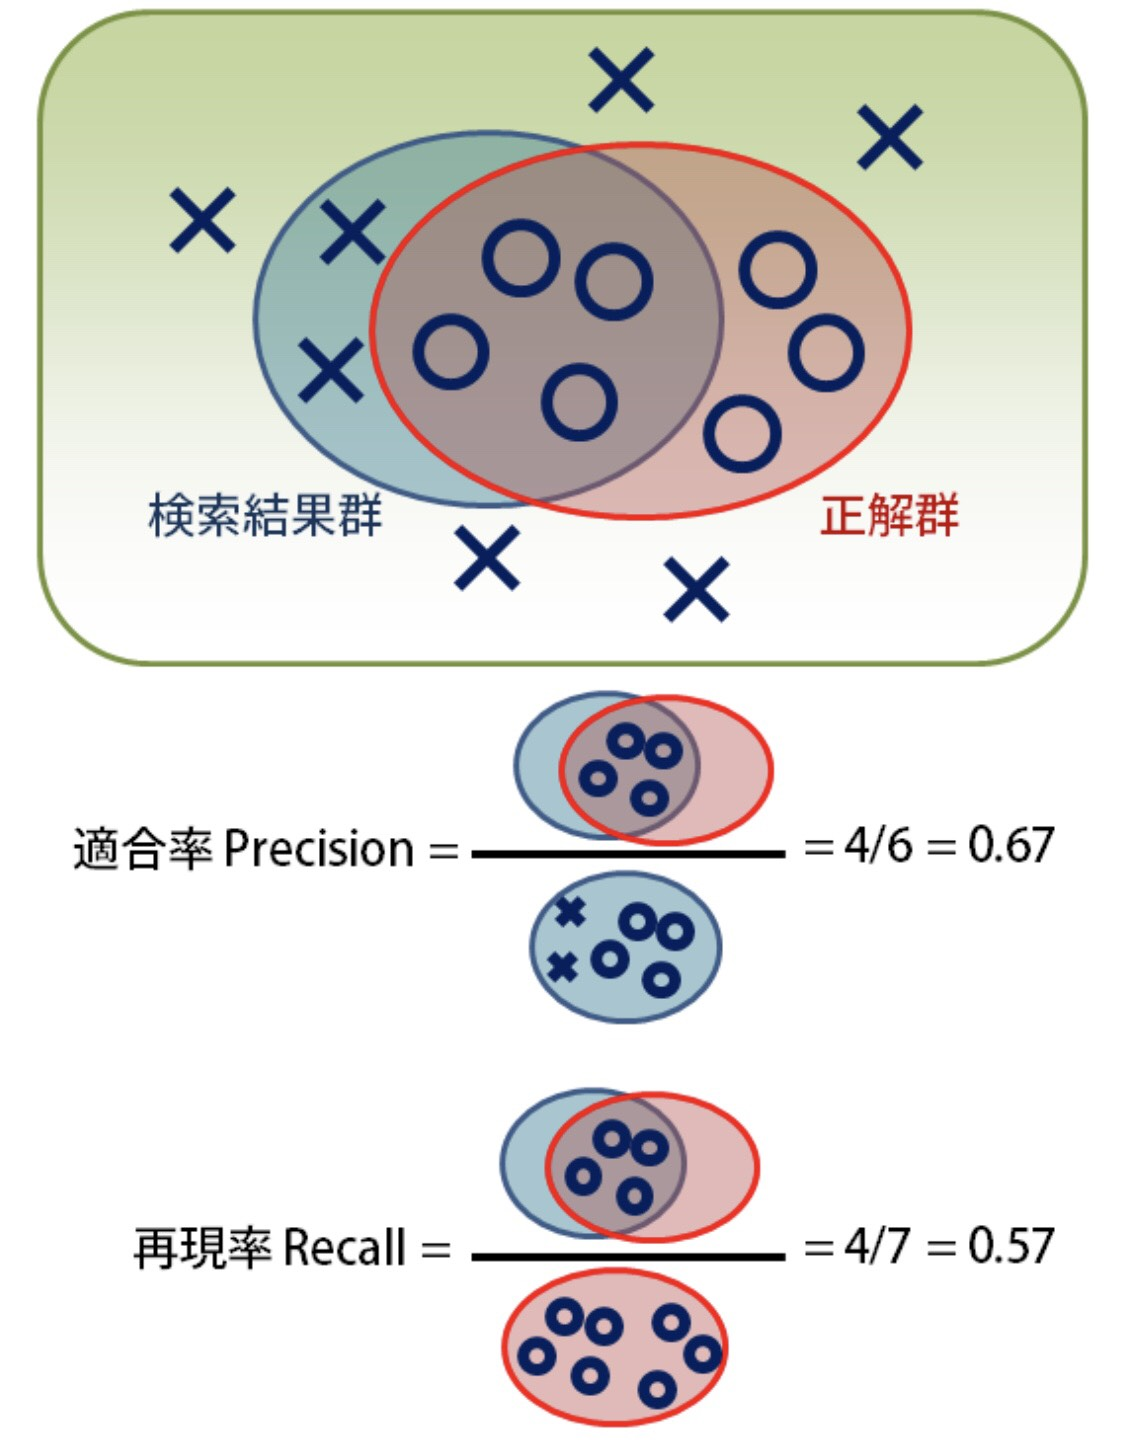 検索結果群
正解群
適合率 Precision = = 4/6 = 0.67
再現率 Recall = = 4/7 = 0.57